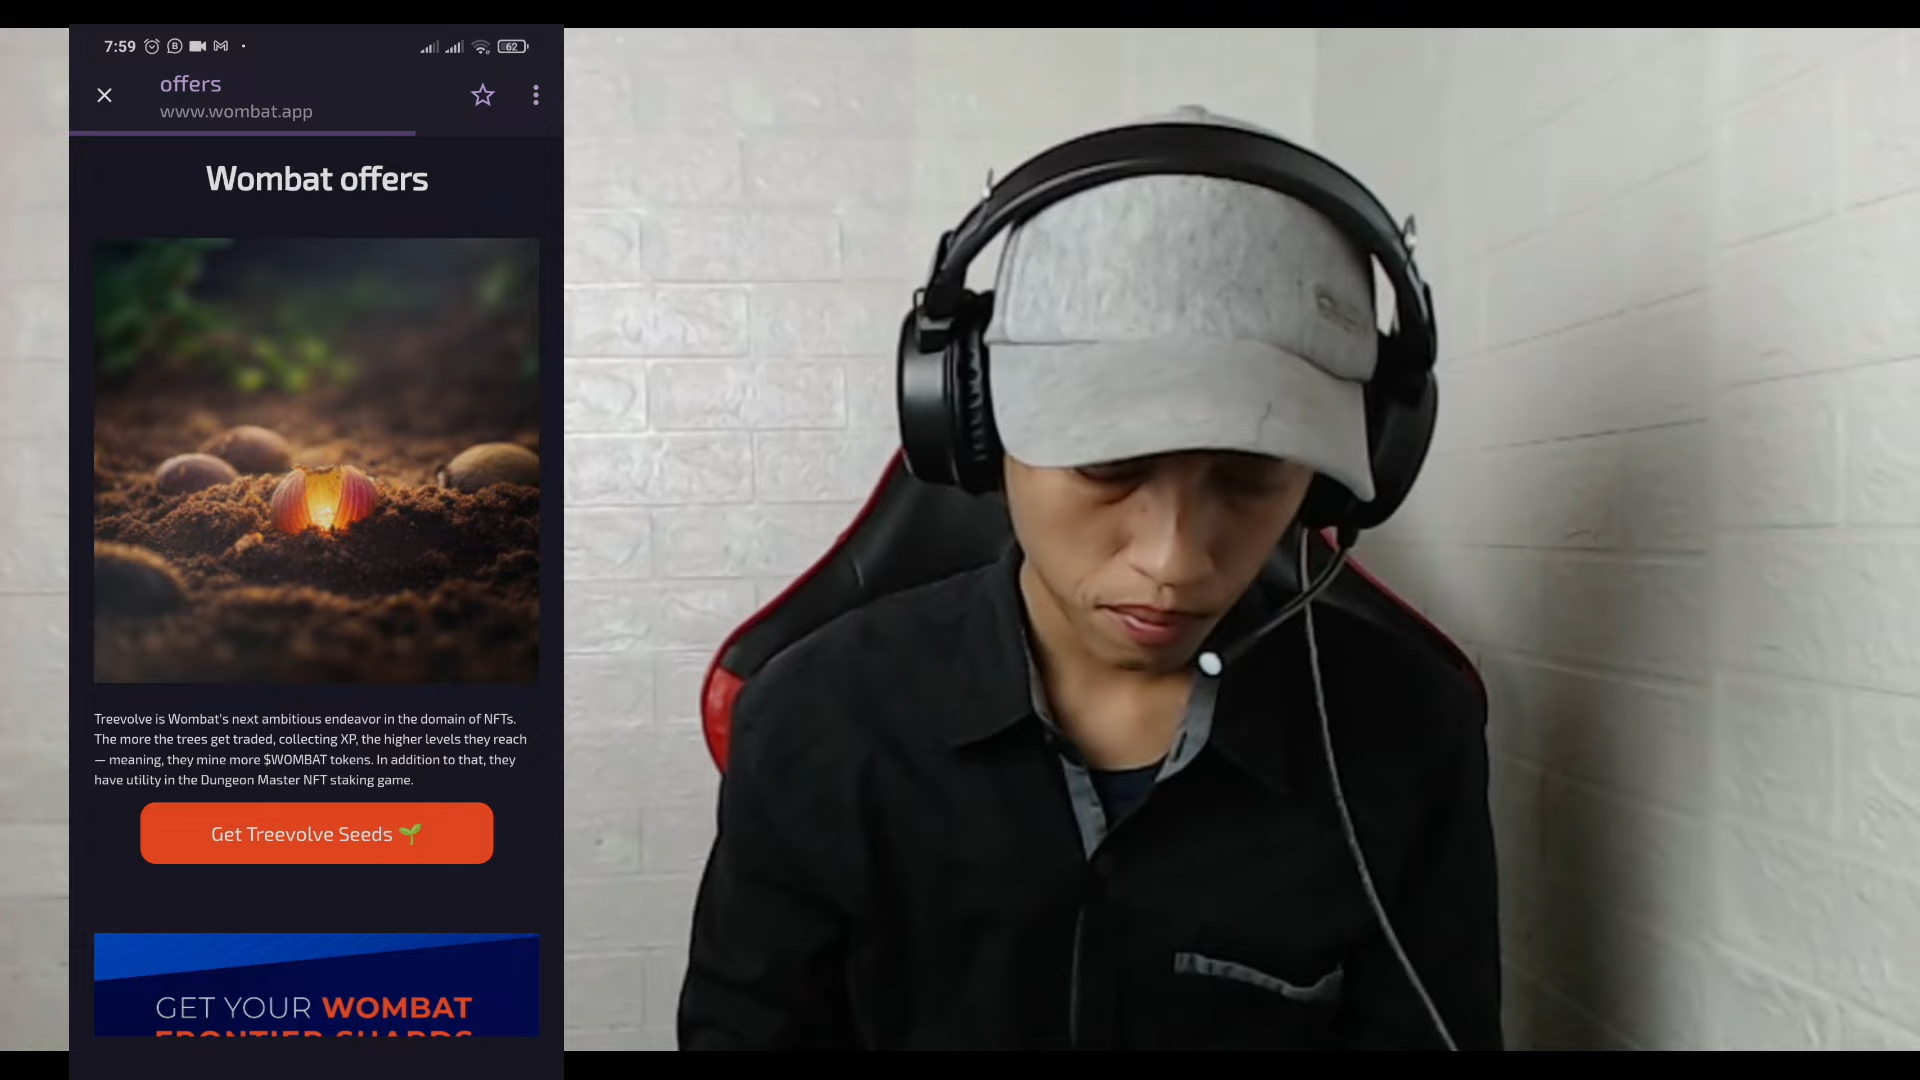 7:59
62
offers
www.wombat.app
Wombat offers
Treevolve is Wombat's next ambitious endeavor in the domain of NFTs.
The more the trees get traded, collecting XP, the higher levels they reach
— meaning, they mine more $WOMBAT tokens. In addition to that, they
have utility in the Dungeon Master NFT staking game.
Get Treevolve Seeds 🌱
GET YOUR WOMBAT
FRONTIER SHARDS